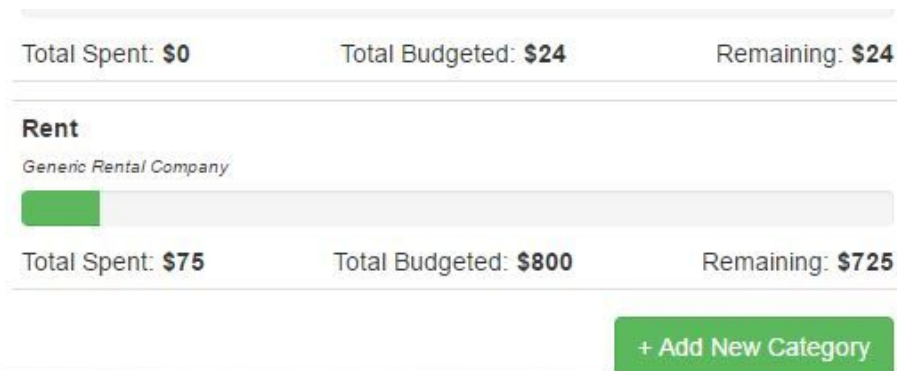 Total Spent: $0 Total Budgeted: $24 Remaining: $24
Rent
Generic Rental Company
Total Spent: $75 Total Budgeted: $800 Remaining: $725
+ Add New Category